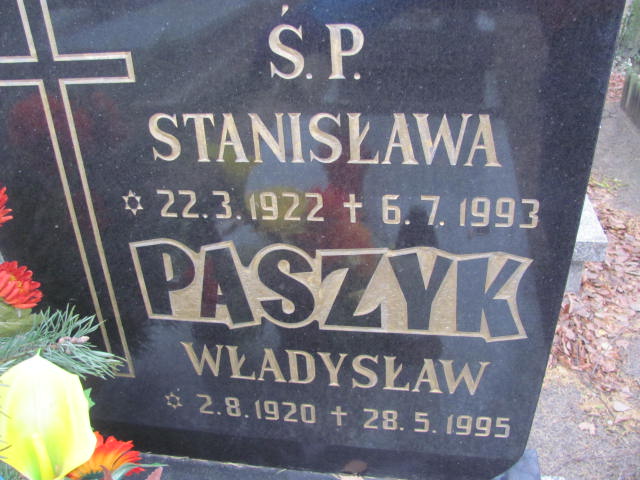 Ś.P.
STANISŁAWA
✡ 22.3.1922 ✝ 6.7.1993
PASZYK
WŁADYSŁAW
✡ 2.8.1920 ✝ 28.5.1995